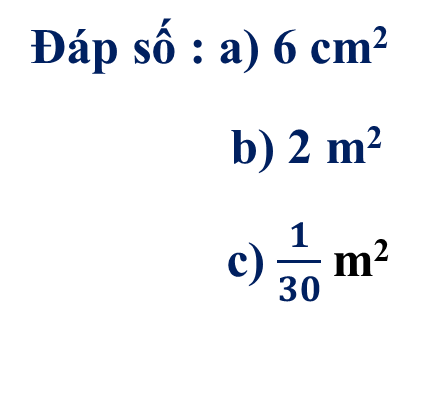 Đáp số : a) 6 cm²
b) 2 m²
c) 1/30 m²